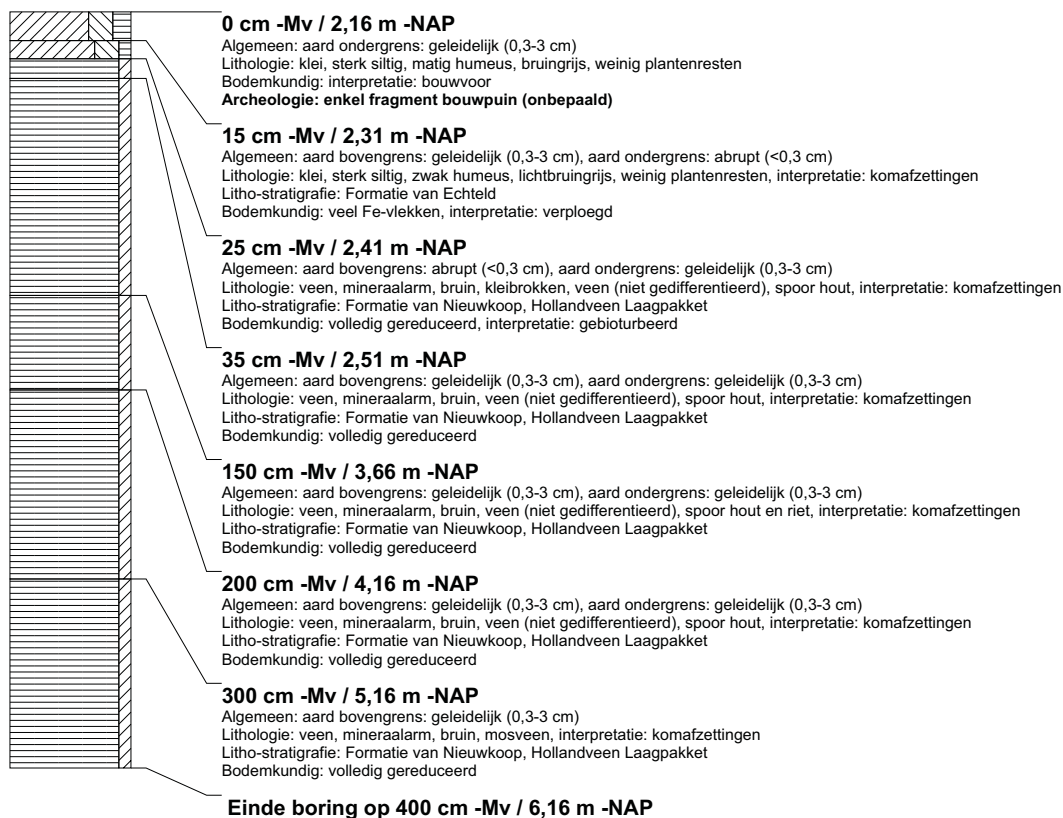 0 cm -Mv / 2,16 m -NAP
Algemeen: aard ondergrens: geleidelijk (0,3-3 cm)
Lithologie: klei, sterk siltig, matig humeus, bruingrijs, weinig plantenresten
Bodemkundig: interpretatie: bouwvoor
Archeologie: enkel fragment bouwpuin (onbepaald)
15 cm -Mv / 2,31 m -NAP
Algemeen: aard bovengrens: geleidelijk (0,3-3 cm), aard ondergrens: abrupt (<0,3 cm)
Lithologie: klei, sterk siltig, zwak humeus, lichtbruingrijs, weinig plantenresten, interpretatie: komafzettingen
Litho-stratigrafie: Formatie van Echteld
Bodemkundig: veel Fe-vlekken, interpretatie: verploegd
25 cm -Mv / 2,41 m -NAP
Algemeen: aard bovengrens: abrupt (<0,3 cm), aard ondergrens: geleidelijk (0,3-3 cm)
Lithologie: veen, mineraalarm, bruin, kleibrokken, veen (niet gedifferentieerd), spoor hout, interpretatie: komafzettingen
Litho-stratigrafie: Formatie van Nieuwkoop, Hollandveen Laagpakket
Bodemkundig: volledig gereduceerd, interpretatie: gebioturbeerd
35 cm -Mv / 2,51 m -NAP
Algemeen: aard bovengrens: geleidelijk (0,3-3 cm), aard ondergrens: geleidelijk (0,3-3 cm)
Lithologie: veen, mineraalarm, bruin, veen (niet gedifferentieerd), spoor hout, interpretatie: komafzettingen
Litho-stratigrafie: Formatie van Nieuwkoop, Hollandveen Laagpakket
Bodemkundig: volledig gereduceerd
150 cm -Mv / 3,66 m -NAP
Algemeen: aard bovengrens: geleidelijk (0,3-3 cm), aard ondergrens: geleidelijk (0,3-3 cm)
Lithologie: veen, mineraalarm, bruin, veen (niet gedifferentieerd), spoor hout en riet, interpretatie: komafzettingen
Litho-stratigrafie: Formatie van Nieuwkoop, Hollandveen Laagpakket
Bodemkundig: volledig gereduceerd
200 cm -Mv / 4,16 m -NAP
Algemeen: aard bovengrens: geleidelijk (0,3-3 cm), aard ondergrens: geleidelijk (0,3-3 cm)
Lithologie: veen, mineraalarm, bruin, veen (niet gedifferentieerd), spoor hout, interpretatie: komafzettingen
Litho-stratigrafie: Formatie van Nieuwkoop, Hollandveen Laagpakket
Bodemkundig: volledig gereduceerd
300 cm -Mv / 5,16 m -NAP
Algemeen: aard bovengrens: geleidelijk (0,3-3 cm)
Lithologie: veen, mineraalarm, bruin, mosveen, interpretatie: komafzettingen
Litho-stratigrafie: Formatie van Nieuwkoop, Hollandveen Laagpakket
Bodemkundig: volledig gereduceerd
Einde boring op 400 cm -Mv / 6,16 m -NAP